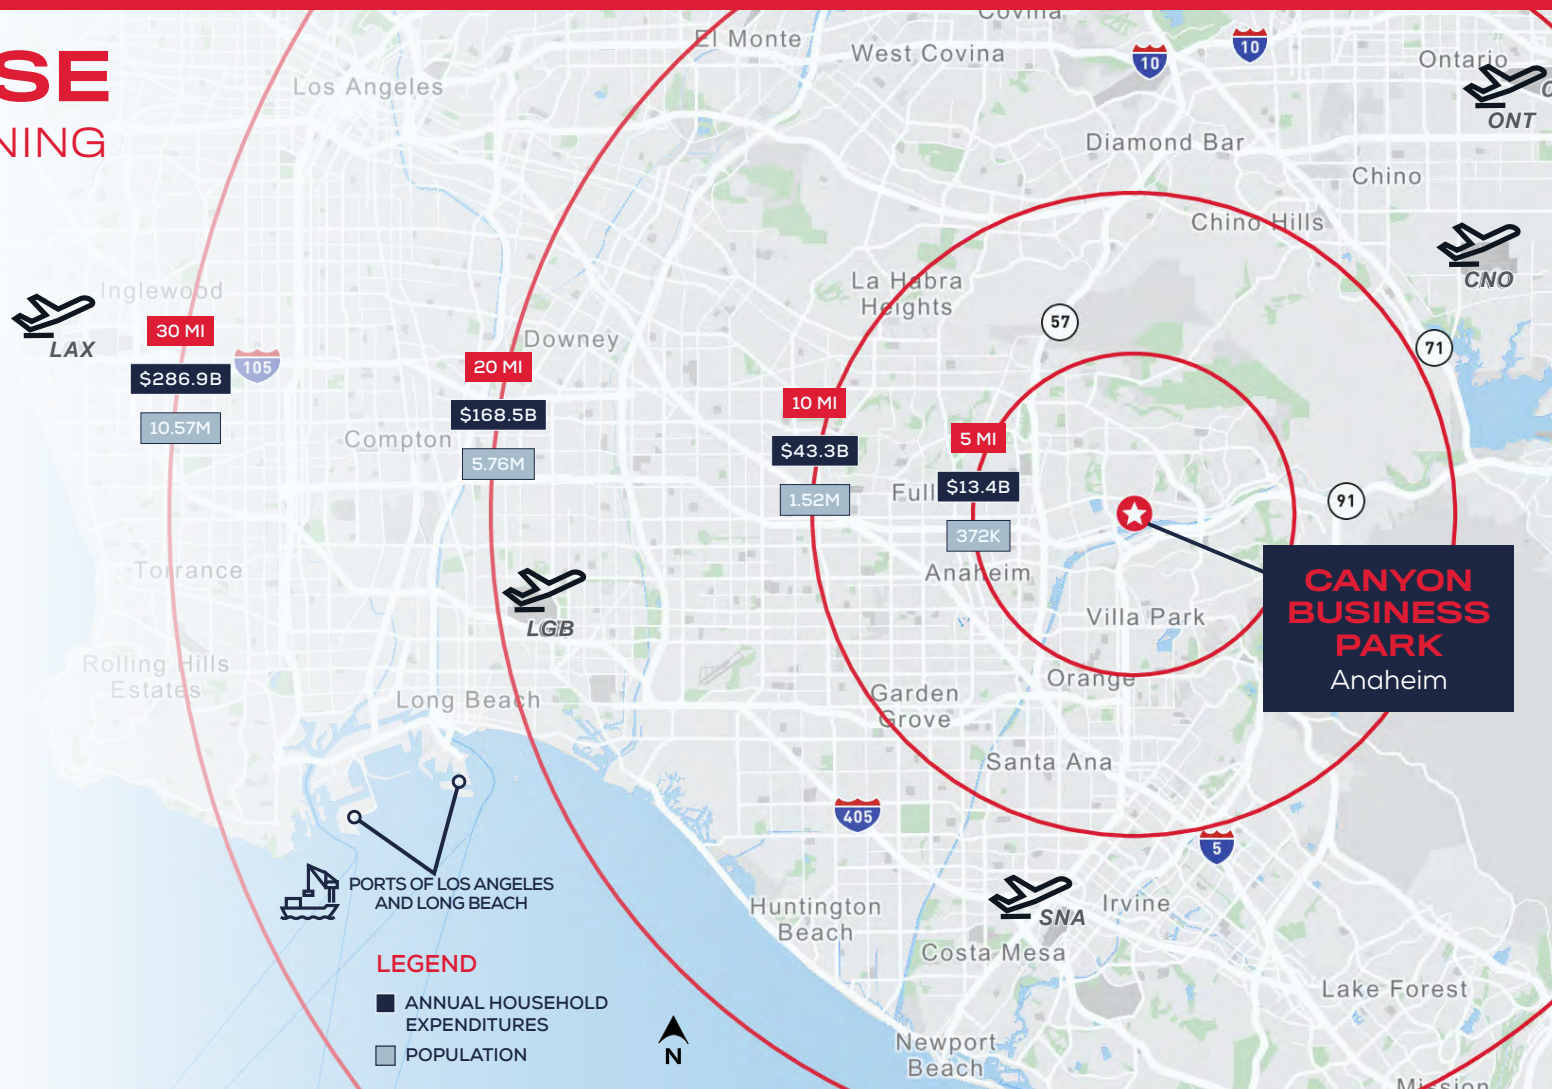 SE
NING
Covina
El Monte
West Covina
10
10
Ontario
Los Angeles
ONT
Diamond Bar
Chino
Chino Hills
Inglewood
La Habra
Heights
CNO
LAX
30 MI
$286.9B
10.57M
105
Downey
20 MI
$168.5B
5.76M
Compton
57
71
10 MI
$43.3B
1.52M
5 MI
$13.4B
372K
Full
91
Anaheim
Torrance
Villa Park
CANYON
BUSINESS
PARK
Anaheim
LGB
Rolling Hills
Estates
Long Beach
Orange
Garden
Grove
Santa Ana
405
5
PORTS OF LOS ANGELES
AND LONG BEACH
Huntington
Beach
SNA
Irvine
Costa Mesa
Lake Forest
LEGEND
ANNUAL HOUSEHOLD
EXPENDITURES
POPULATION
N
Newport
Beach
Mission